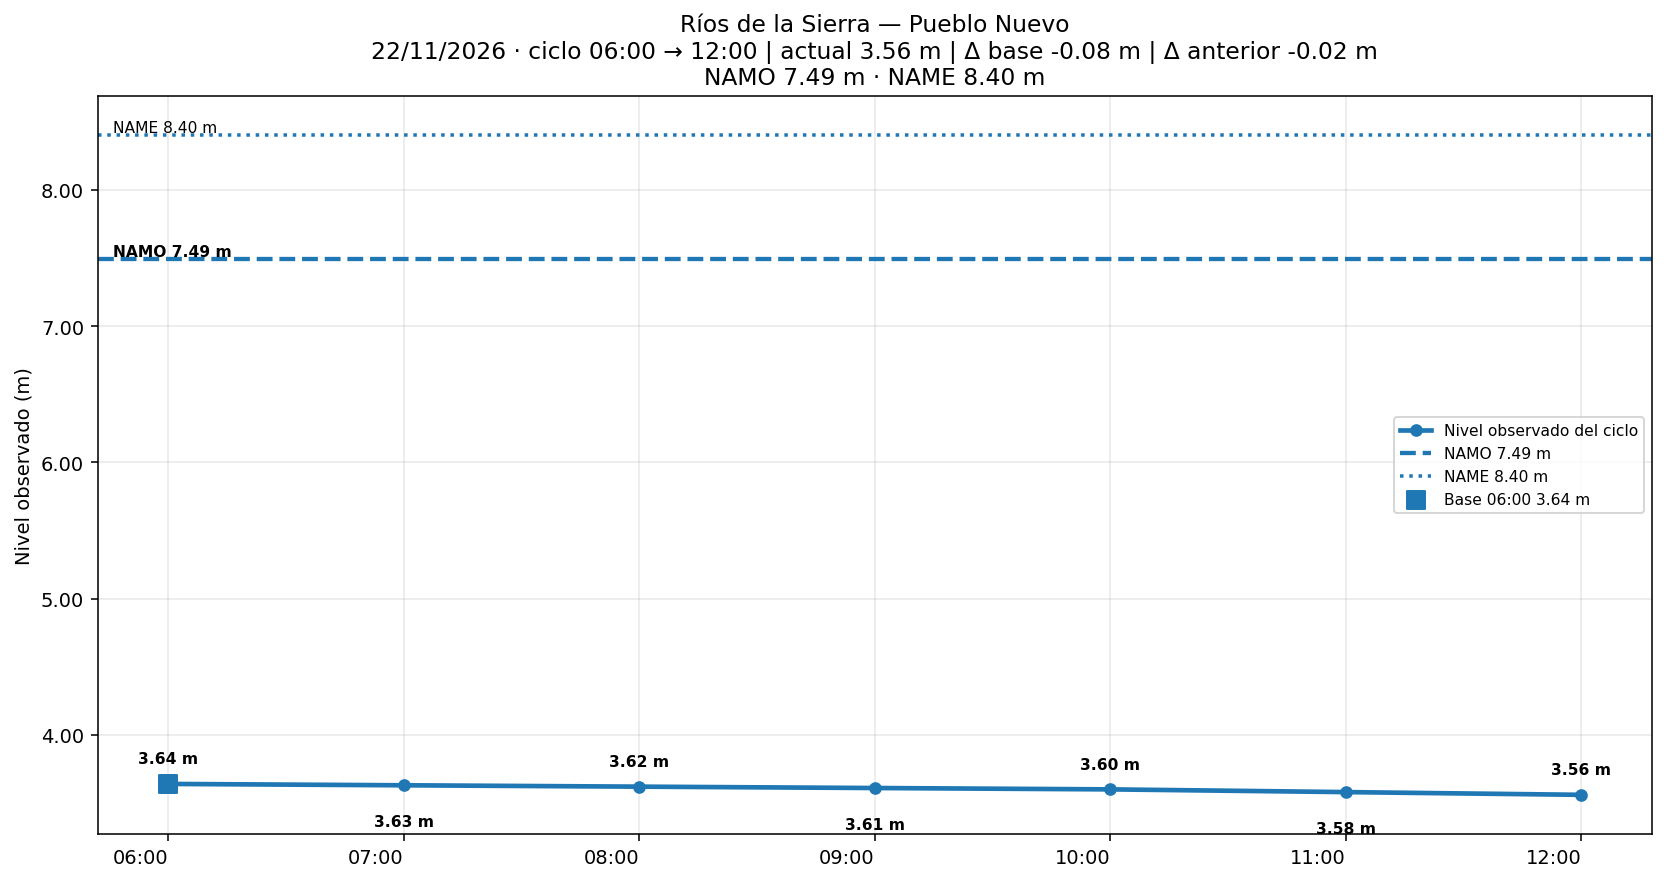 Ríos de la Sierra — Pueblo Nuevo
22/11/2026 · ciclo 06:00 → 12:00 | actual 3.56 m | Δ base -0.08 m | Δ anterior -0.02 m
NAMO 7.49 m · NAME 8.40 m
NAME 8.40 m
8.00
NAMO 7.49 m
7.00
Nivel observado (m)
Nivel observado del ciclo
NAMO 7.49 m
NAME 8.40 m
Base 06:00 3.64 m
6.00
5.00
4.00
3.64 m
3.63 m
3.62 m
3.61 m
3.60 m
3.58 m
3.56 m
06:00
07:00
08:00
09:00
10:00
11:00
12:00